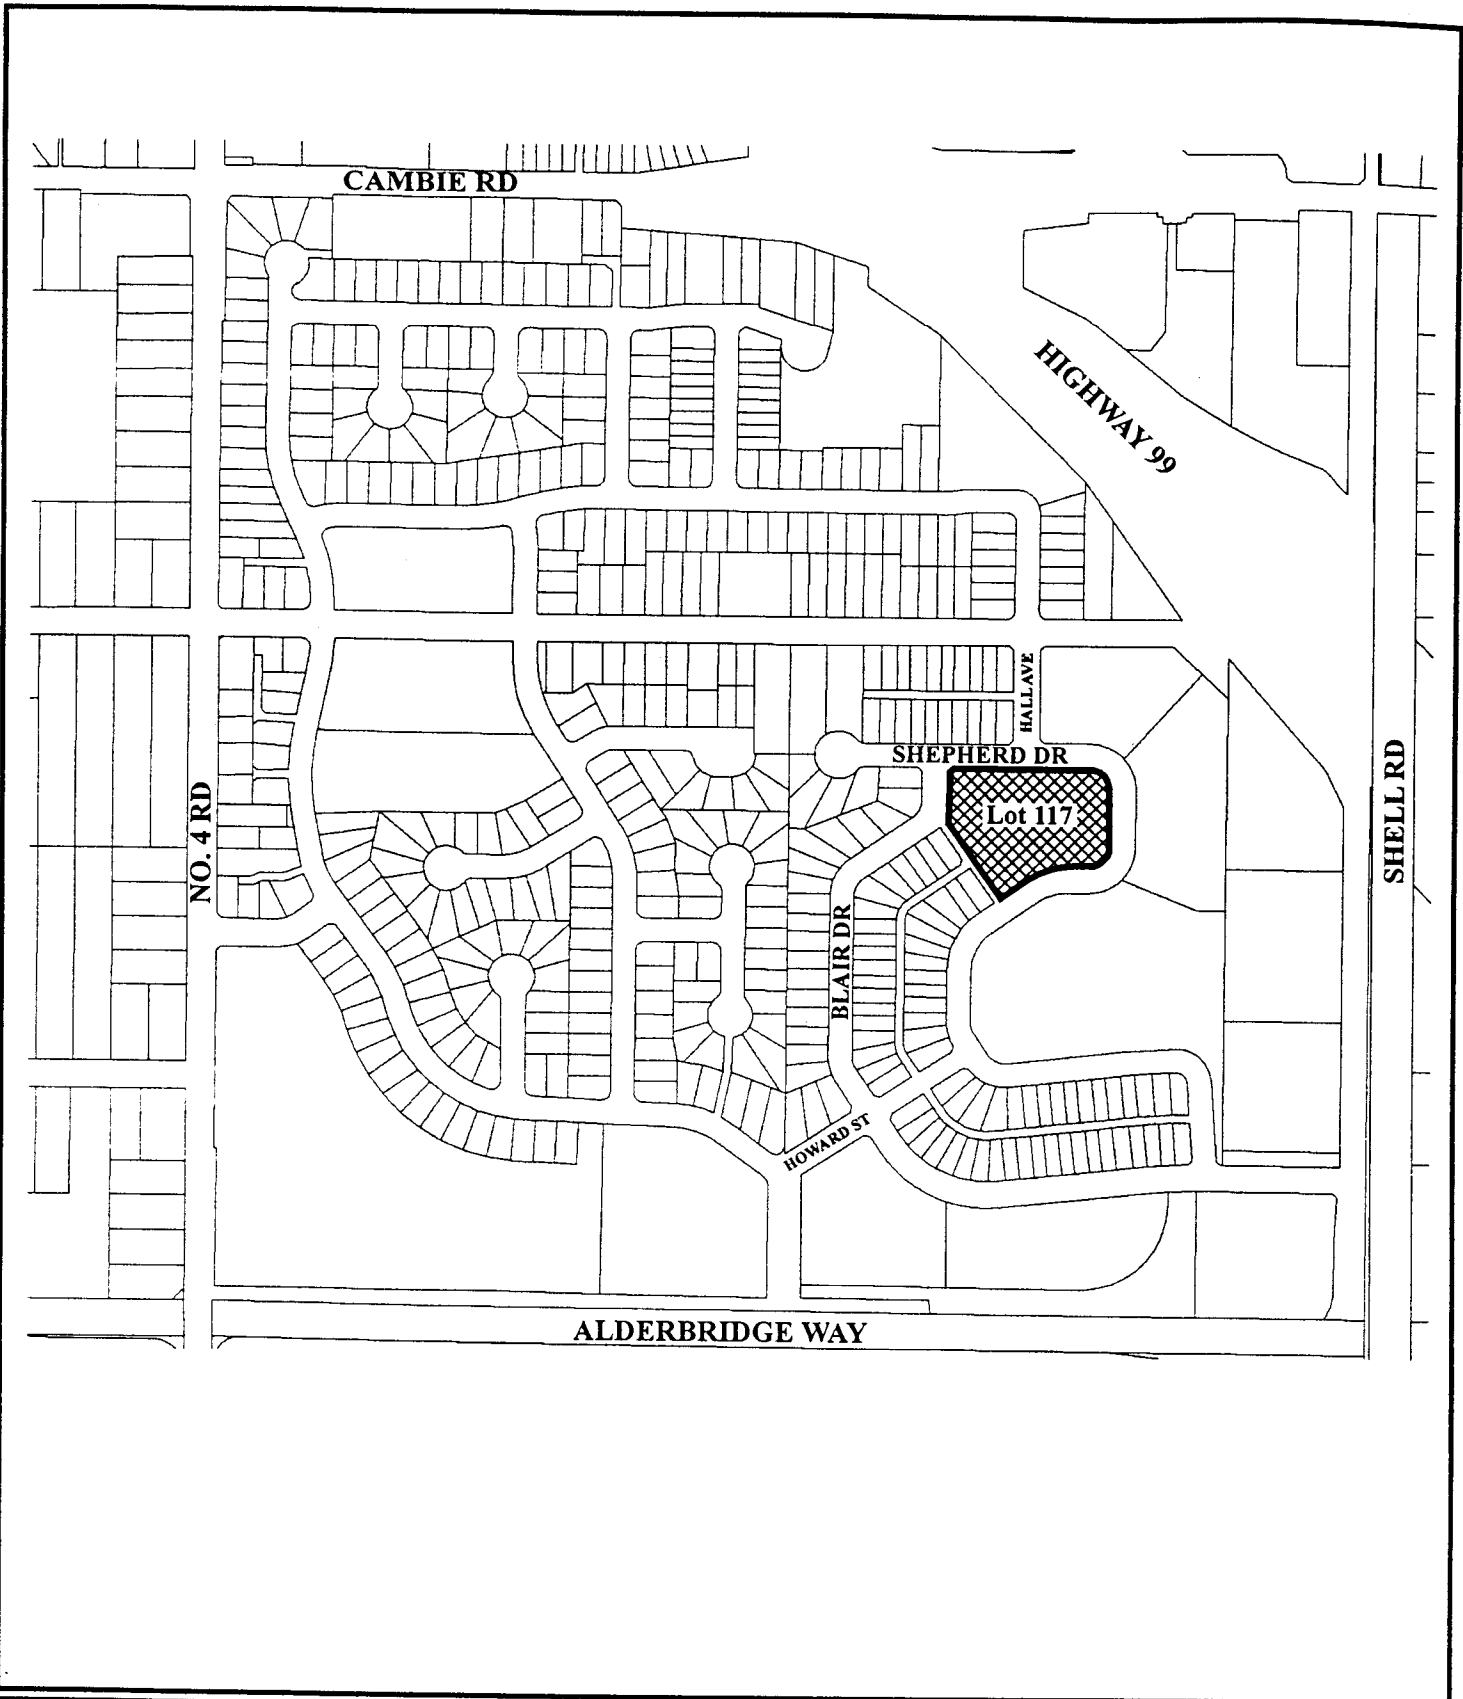 CAMBIE RD
HIGHWAY 99
HALL AVE
SHEPHERD DR
Lot 117
SHELL RD
NO. 4 RD
BLAIR DR
HOWARD ST
ALDERBRIDGE WAY